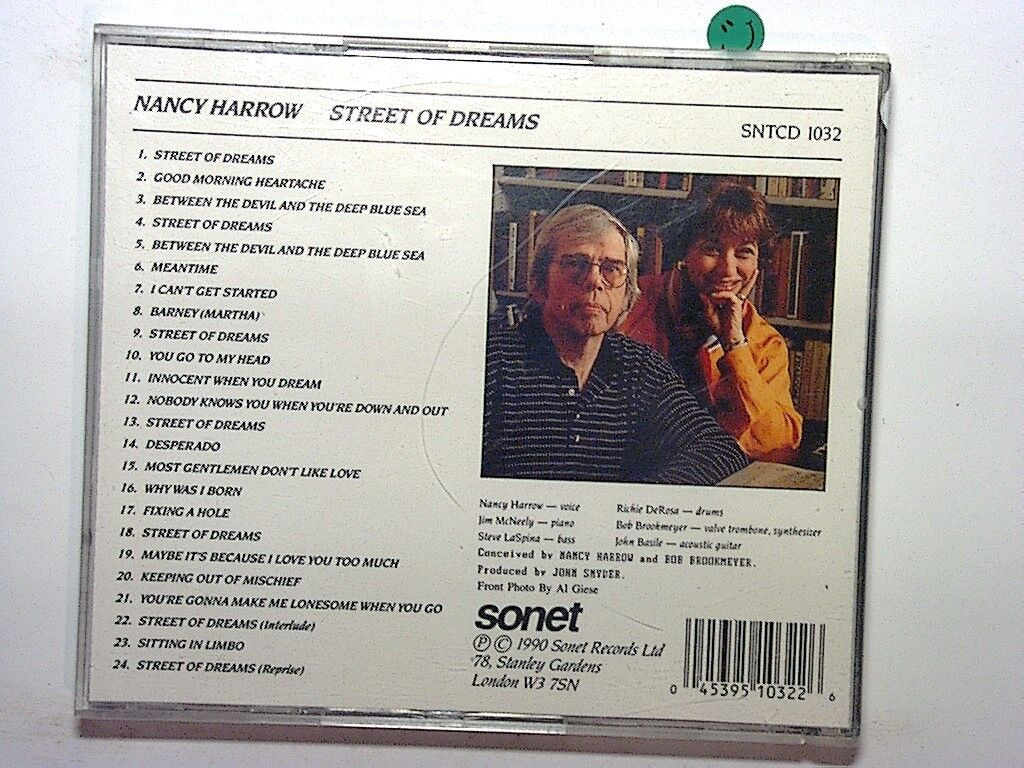 NANCY HARROW STREET OF DREAMS
SNTCD 1032
1. STREET OF DREAMS
2. GOOD MORNING HEARTACHE
3. BETWEEN THE DEVIL AND THE DEEP BLUE SEA
4. STREET OF DREAMS
5. BETWEEN THE DEVIL AND THE DEEP BLUE SEA
6. MEANTIME
7. I CAN'T GET STARTED
8. BARNEY (MARTHA)
9. STREET OF DREAMS
10. YOU GO TO MY HEAD
11. INNOCENT WHEN YOU DREAM
12. NOBODY KNOWS YOU WHEN YOU'RE DOWN AND OUT
13. STREET OF DREAMS
14. DESPERADO
15. MOST GENTLEMEN DON'T LIKE LOVE
16. WHY WAS I BORN
17. FIXING A HOLE
18. STREET OF DREAMS
19. MAYBE IT'S BECAUSE I LOVE YOU TOO MUCH
20. KEEPING OUT OF MISCHIEF
21. YOU'RE GONNA MAKE ME LONESOME WHEN YOU GO
22. STREET OF DREAMS (Interlude)
23. SITTING IN LIMBO
24. STREET OF DREAMS (Reprise)
Nancy Harrow — voice
Jim McNeely — piano
Steve LaSpina — bass
Richie DeRosa — drums
Bob Brookmeyer — valve trombone, synthesizer
John Basile — acoustic guitar
Conceived by NANCY HARROW and BOB BROOKMEYER.
Produced by JOHN SNYDER.
Front Photo By Al Giese
sonet
Ⓟ © 1990 Sonet Records Ltd
78, Stanley Gardens
London W3 7SN
0 45395 10322 6